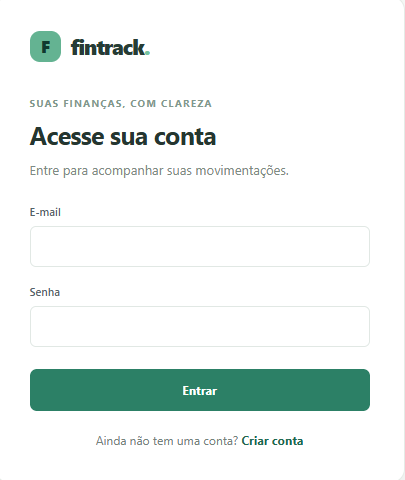 F fintrack.
SUAS FINANÇAS, COM CLAREZA
Acesse sua conta
Entre para acompanhar suas movimentações.
E-mail
Senha
Entrar
Ainda não tem uma conta? Criar conta